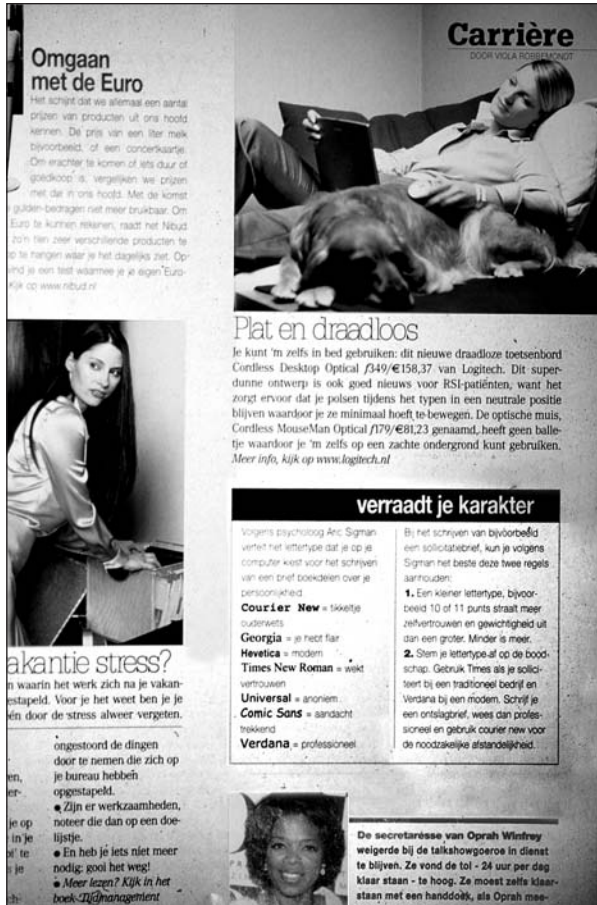 Carrière
DOOR VIOLA ROBBEMONDT
Omgaan
met de Euro
Het schijnt dat we allemaal een aantal
prijzen van producten uit ons hoofd
kennen. De prijs van een liter melk
bijvoorbeeld, of een concertkaartje.
Om erachter te komen of iets duur of
goedkoop is, vergelijken we prijzen
met die in ons hoofd. Met de komst
gulden-bedragen niet meer bruikbaar. Om
Euro te kunnen rekenen, raadt het Nibud
zo'n tien zeer verschillende producten te
op te hangen waar je het dagelijks ziet. Op
vind je een test waarmee je je eigen Euro-
Kijk op www.nibud.nl
Plat en draadloos
Je kunt 'm zelfs in bed gebruiken: dit nieuwe draadloze toetsenbord
Cordless Desktop Optical ƒ349/€158,37 van Logitech. Dit super-
dunne ontwerp is ook goed nieuws voor RSI-patiënten, want het
zorgt ervoor dat je polsen tijdens het typen in een neutrale positie
blijven waardoor je ze minimaal hoeft te bewegen. De optische muis,
Cordless MouseMan Optical ƒ179/€81,23 genaamd, heeft geen balle-
tje waardoor je 'm zelfs op een zachte ondergrond kunt gebruiken.
Meer info, kijk op www.logitech.nl
verraadt je karakter
Volgens psycholoog Aric Sigman
vertelt het lettertype dat je op je
computer kiest voor het schrijven
van een brief boekdelen over je
persoonlijkheid.
Courier New = tikkeltje
ouderwets
Georgia = je hebt flair
Hevetica = modern
Times New Roman = wekt
vertrouwen
Universal = anoniem
Comic Sans = aandacht
trekkend
Verdana = professioneel
Bij het schrijven van bijvoorbeeld
een sollicitatiebrief, kun je volgens
Sigman het beste deze twee regels
aanhouden:
1. Een kleiner lettertype, bijvoor-
beeld 10 of 11 punts straalt meer
zelfvertrouwen en gewichtigheid uit
dan een groter. Minder is meer.
2. Stem je lettertype af op de bood-
schap. Gebruik Times als je sollici-
teert bij een traditioneel bedrijf en
Verdana bij een modern. Schrijf je
een ontslagbrief, wees dan profes-
sioneel en gebruik courier new voor
de noodzakelijke afstandelijkheid.
akantie stress?
n waarin het werk zich na je vakan-
estapeld. Voor je het weet ben je je
én door de stress alweer vergeten.
en,
er-
je op
in je
te
je
ch-
ongestoord de dingen
door te nemen die zich op
je bureau hebben
opgestapeld.
• Zijn er werkzaamheden,
noteer die dan op een doe-
lijstje.
• En heb je iets niet meer
nodig: gooi het weg!
• Meer lezen? Kijk in het
boek Tijdmanagement
De secretaresse van Oprah Winfrey
weigerde bij de talkshowgoeroe in dienst
te blijven. Ze vond de tol - 24 uur per dag
klaar staan - te hoog. Ze moest zelfs klaar-
staan met een handdoek, als Oprah mee-